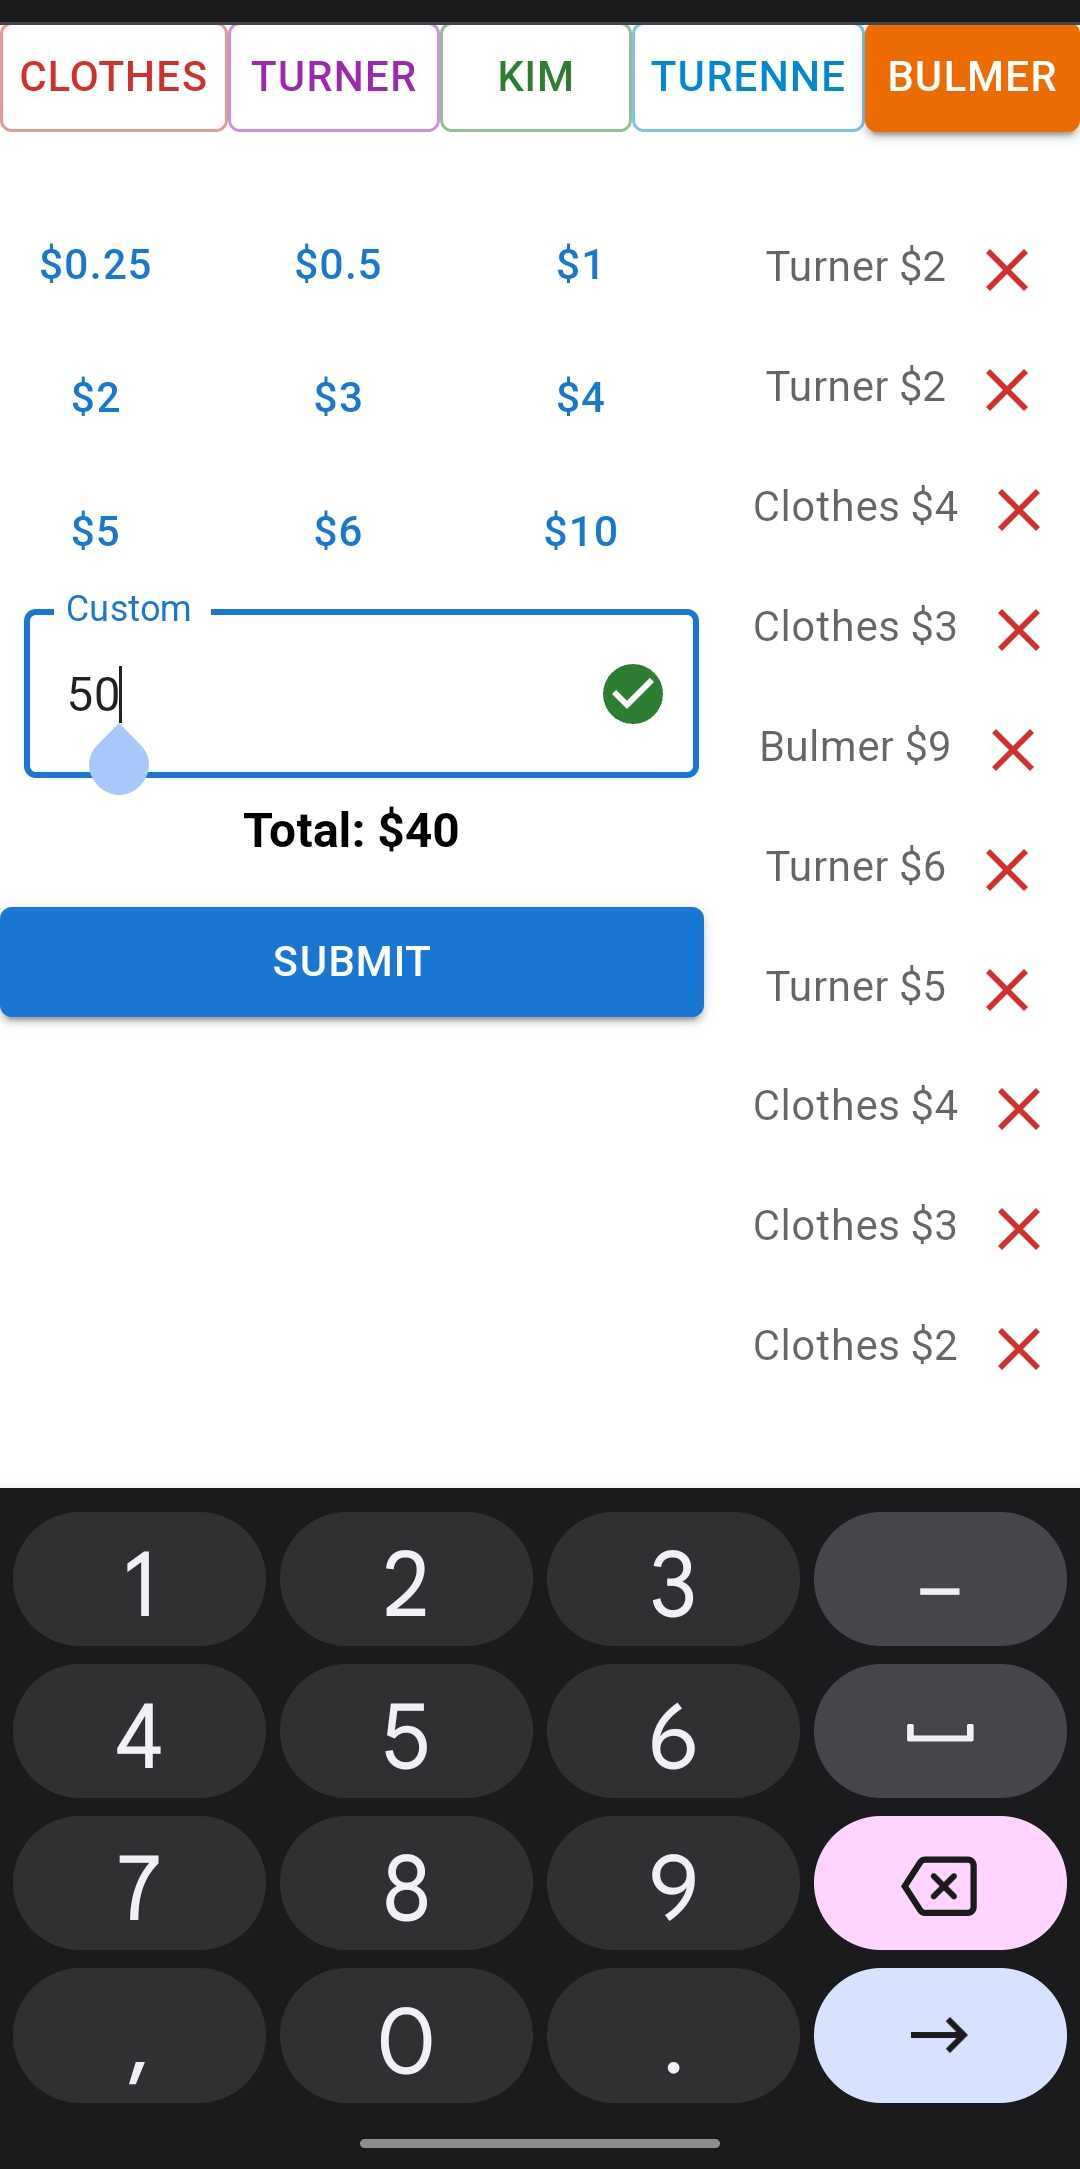 CLOTHES TURNER KIM TURENNE BULMER
$0.25 $0.5 $1
$2 $3 $4
$5 $6 $10
Custom
50
Total: $40
SUBMIT
Turner $2
Turner $2
Clothes $4
Clothes $3
Bulmer $9
Turner $6
Turner $5
Clothes $4
Clothes $3
Clothes $2
1 2 3 –
4 5 6
7 8 9
, 0 .